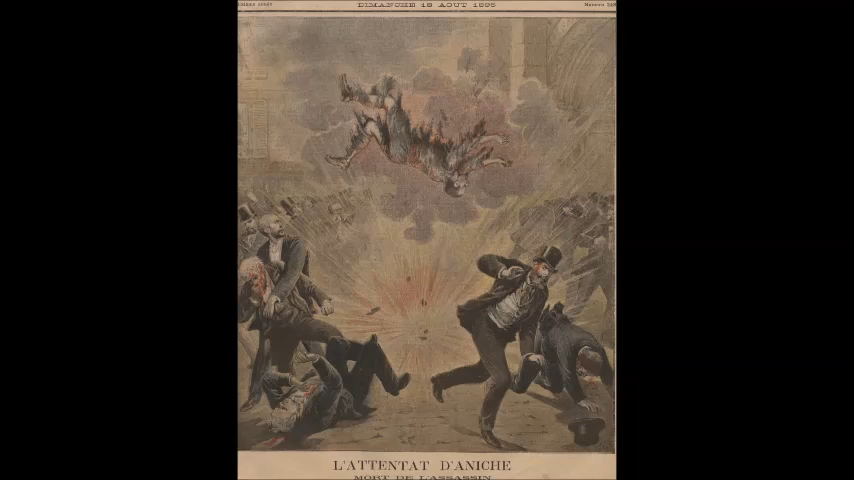 DIMANCHE 18 AOUT 1895
L'ATTENTAT D'ANICHE
MORT DE L'ASSASSIN